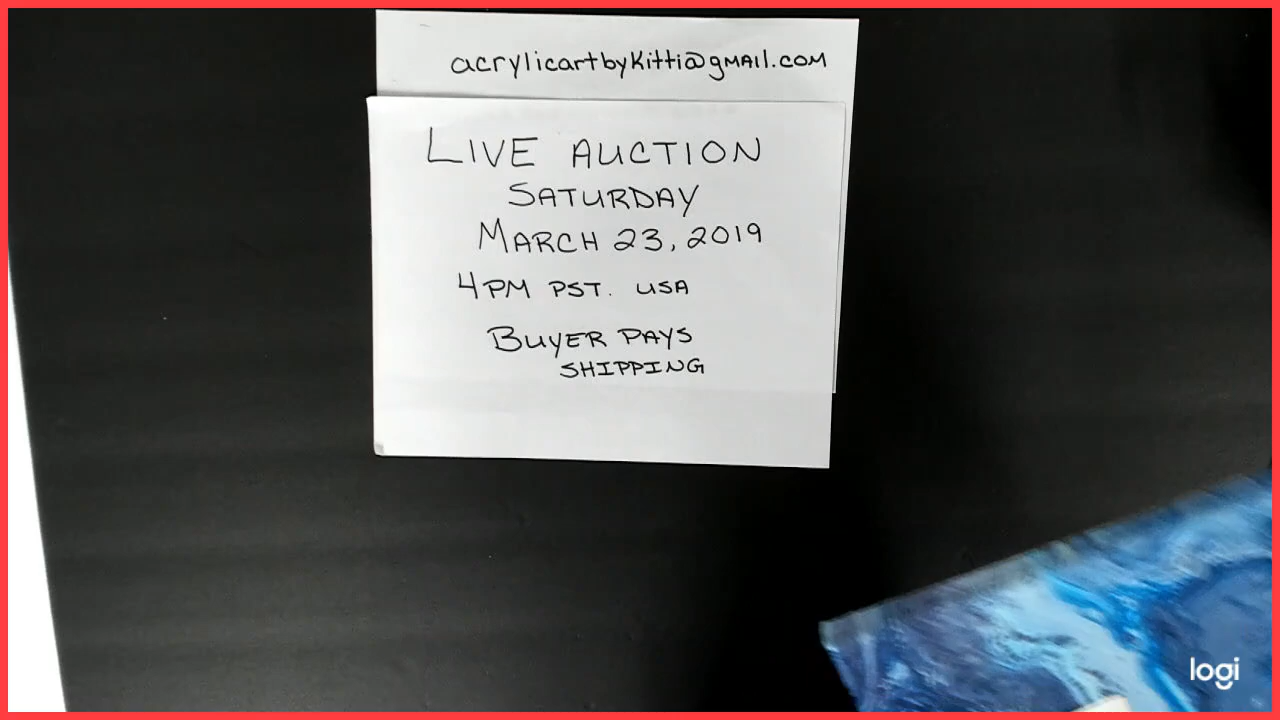 acrylicartbykitti@gmail.com
LIVE AUCTION
SATURDAY
MARCH 23, 2019
4PM PST. USA
BUYER PAYS
SHIPPING
logi